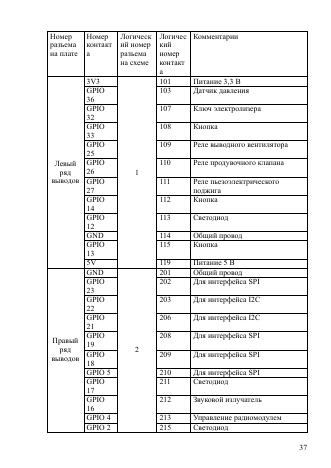 Номер разъема на плате | Номер контакта | Логический номер разъема на схеме | Логический номер контакта | Комментарии
Левый ряд выводов | 3V3 | 1 | 101 | Питание 3,3 В
GPIO 36 | 103 | Датчик давления
GPIO 32 | 107 | Ключ электролизера
GPIO 33 | 108 | Кнопка
GPIO 25 | 109 | Реле выводного вентилятора
GPIO 26 | 110 | Реле продувочного клапана
GPIO 27 | 111 | Реле пьезоэлектрического поджига
GPIO 14 | 112 | Кнопка
GPIO 12 | 113 | Светодиод
GND | 114 | Общий провод
GPIO 13 | 115 | Кнопка
5V | 119 | Питание 5 В
Правый ряд выводов | GND | 2 | 201 | Общий провод
GPIO 23 | 202 | Для интерфейса SPI
GPIO 22 | 203 | Для интерфейса I2C
GPIO 21 | 206 | Для интерфейса I2C
GPIO 19 | 208 | Для интерфейса SPI
GPIO 18 | 209 | Для интерфейса SPI
GPIO 5 | 210 | Для интерфейса SPI
GPIO 17 | 211 | Светодиод
GPIO 16 | 212 | Звуковой излучатель
GPIO 4 | 213 | Управление радиомодулем
GPIO 2 | 215 | Светодиод
37